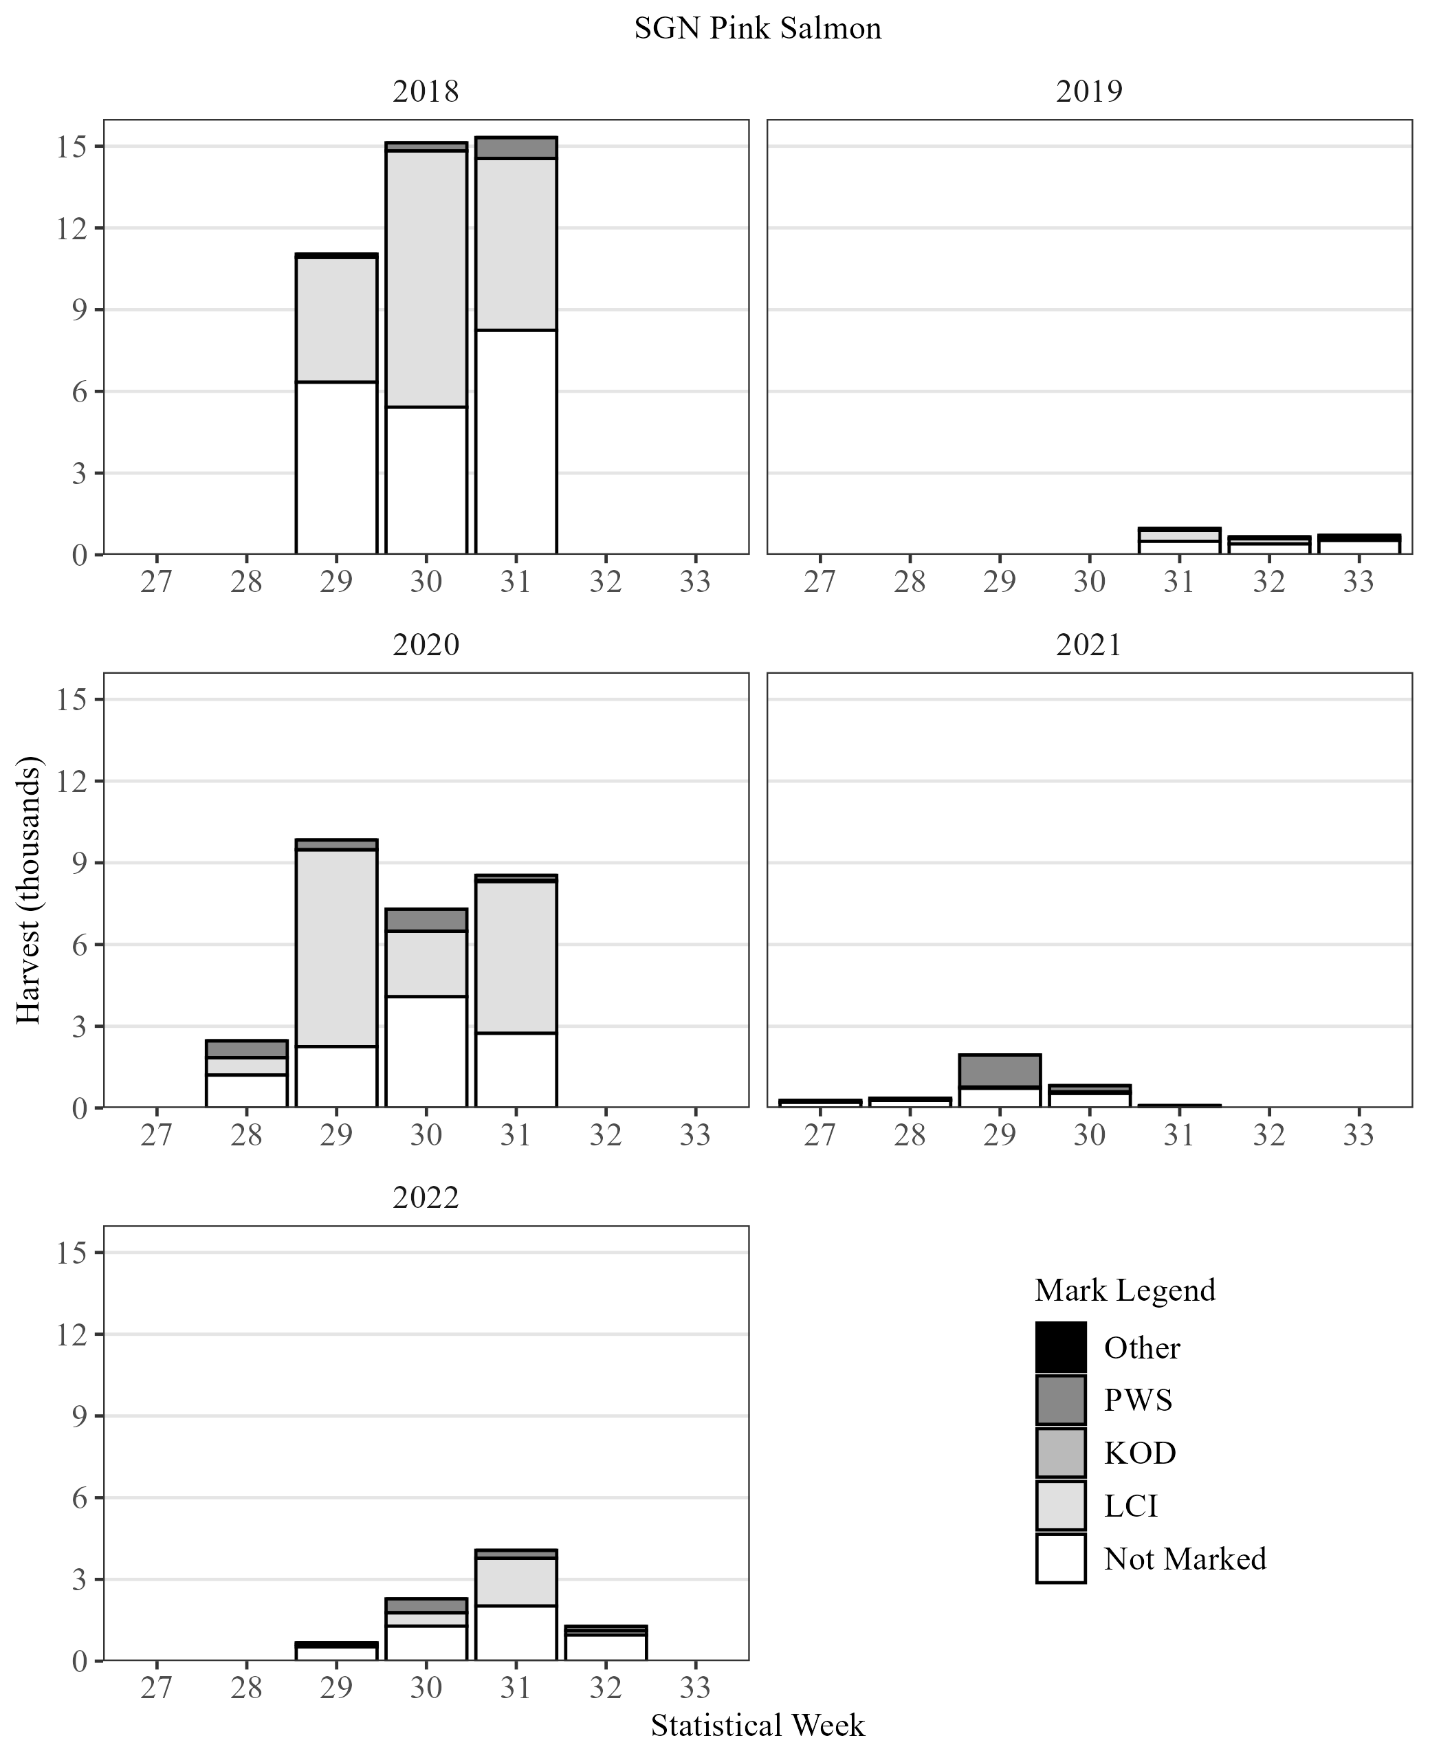 SGN Pink Salmon
2018
2019
15
12
9
6
3
0
27 28 29 30 31 32 33
27 28 29 30 31 32 33
2020
2021
15
12
9
6
3
0
27 28 29 30 31 32 33
27 28 29 30 31 32 33
Harvest (thousands)
2022
15
12
9
6
3
0
27 28 29 30 31 32 33
Statistical Week
Mark Legend
Other
PWS
KOD
LCI
Not Marked